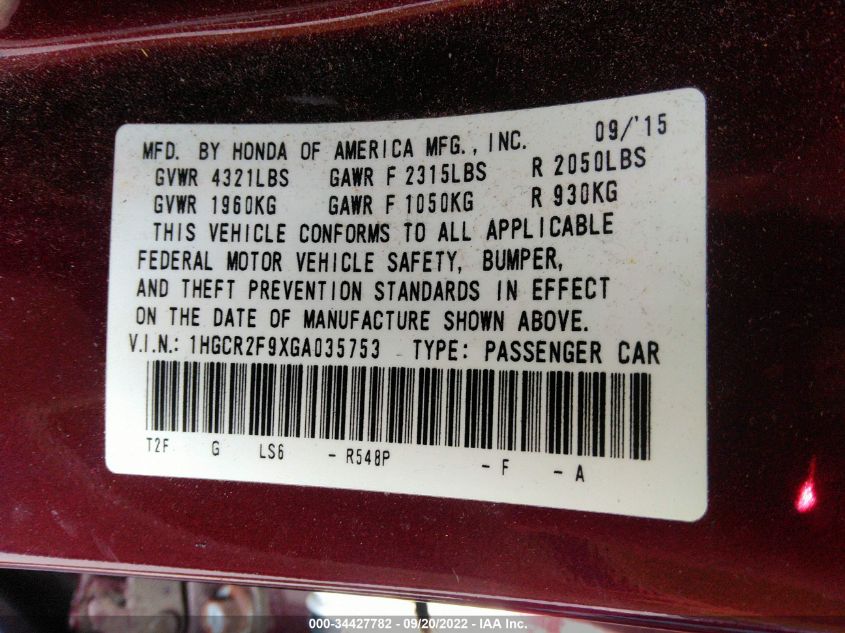 MFD. BY HONDA OF AMERICA MFG., INC. 09/'15
GVWR 4321LBS GAWR F 2315LBS R 2050LBS
GVWR 1960KG GAWR F 1050KG R 930KG
THIS VEHICLE CONFORMS TO ALL APPLICABLE
FEDERAL MOTOR VEHICLE SAFETY, BUMPER,
AND THEFT PREVENTION STANDARDS IN EFFECT
ON THE DATE OF MANUFACTURE SHOWN ABOVE.
V.I.N.: 1HGCR2F9XGA035753 TYPE: PASSENGER CAR
T2F G LS6 - R548P - F - A
000-34427782 - 09/20/2022 - IAA Inc.